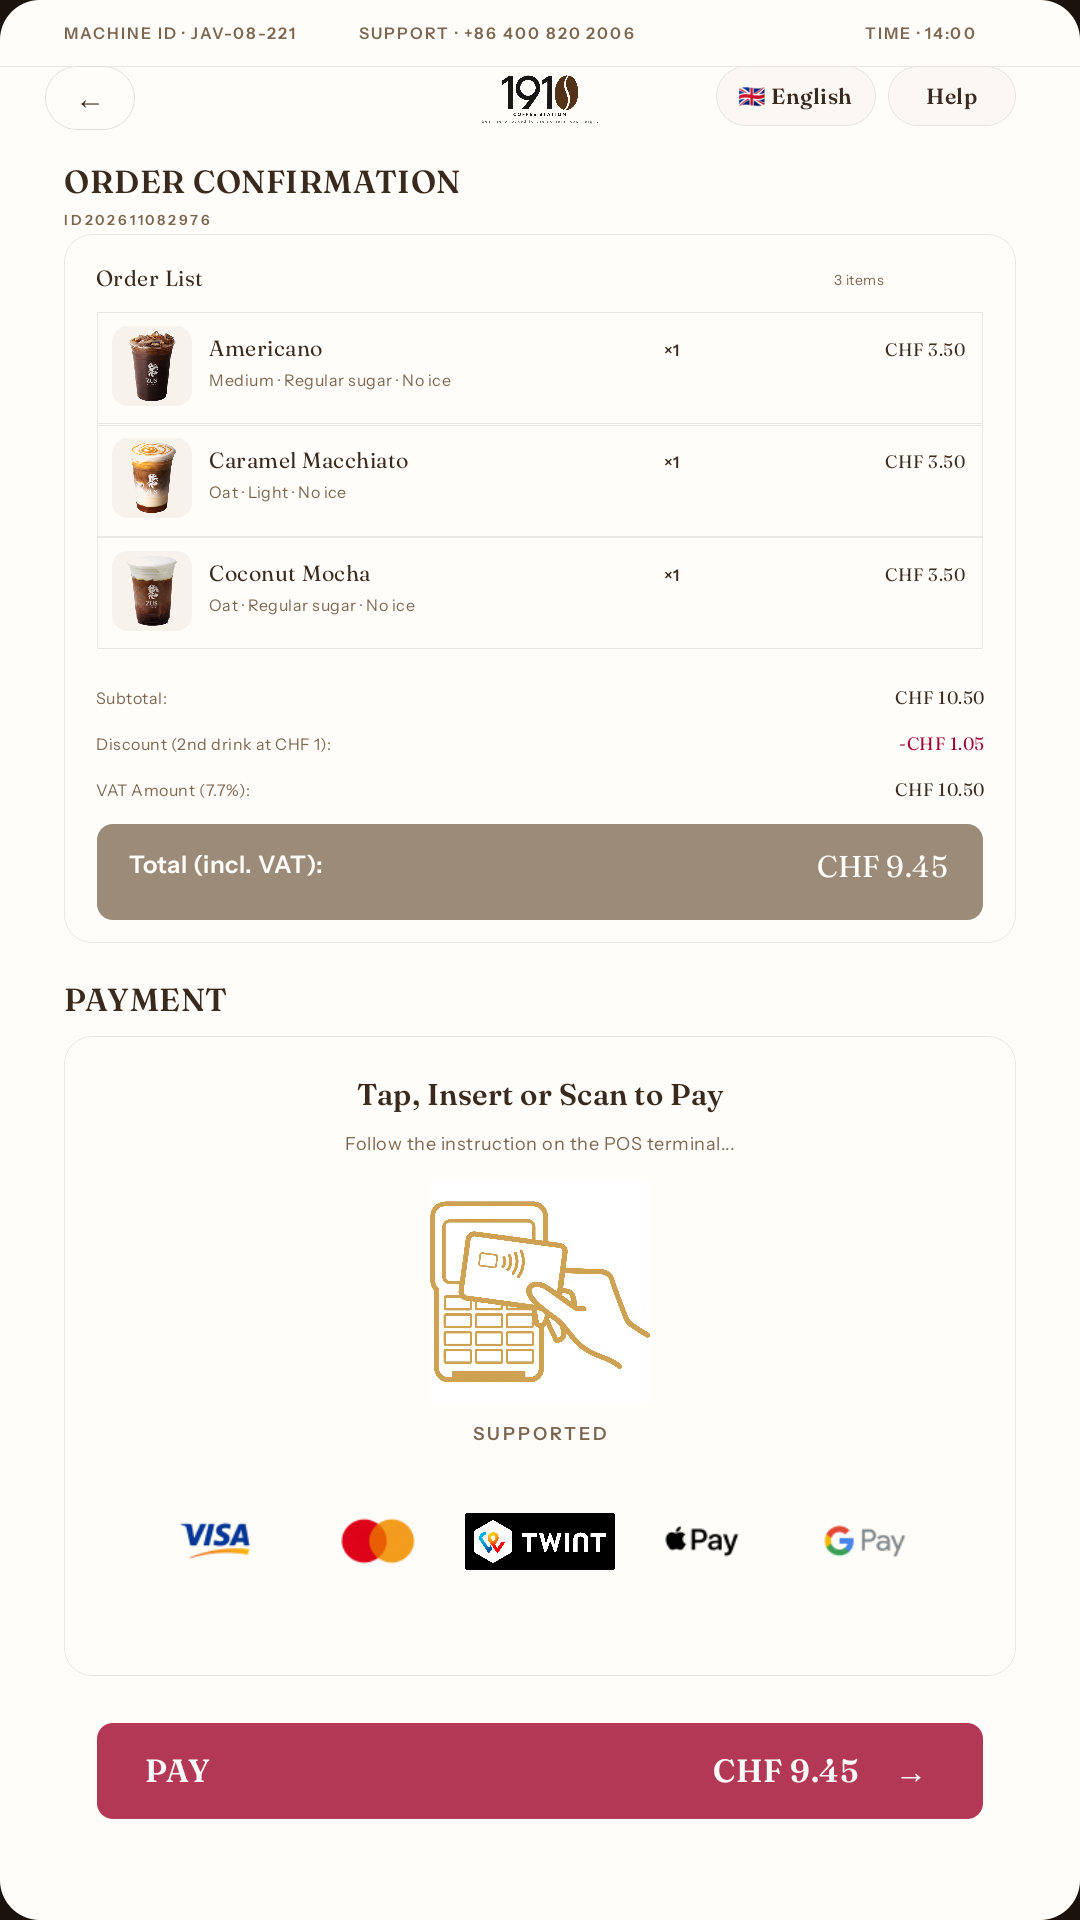 MACHINE ID · JAV-08-221 SUPPORT · +86 400 820 2006 TIME · 14:00
←
1910
COFFEE STATION
🇬🇧 English
Help
ORDER CONFIRMATION
ID202611082976
Order List 3 items
Americano ×1 CHF 3.50
Medium · Regular sugar · No ice
Caramel Macchiato ×1 CHF 3.50
Oat · Light · No ice
Coconut Mocha ×1 CHF 3.50
Oat · Regular sugar · No ice
Subtotal: CHF 10.50
Discount (2nd drink at CHF 1): -CHF 1.05
VAT Amount (7.7%): CHF 10.50
Total (incl. VAT): CHF 9.45
PAYMENT
Tap, Insert or Scan to Pay
Follow the instruction on the POS terminal...
SUPPORTED
VISA TWINT Pay G Pay
PAY CHF 9.45 →